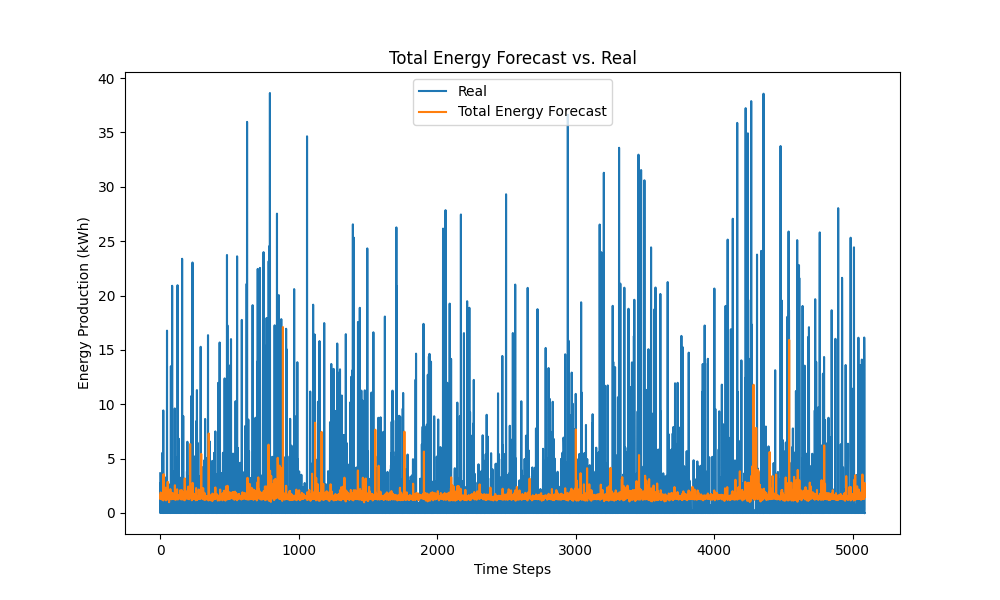 Total Energy Forecast vs. Real
Real
Total Energy Forecast
Energy Production (kWh)
40
35
30
25
20
15
10
5
0
0 1000 2000 3000 4000 5000
Time Steps